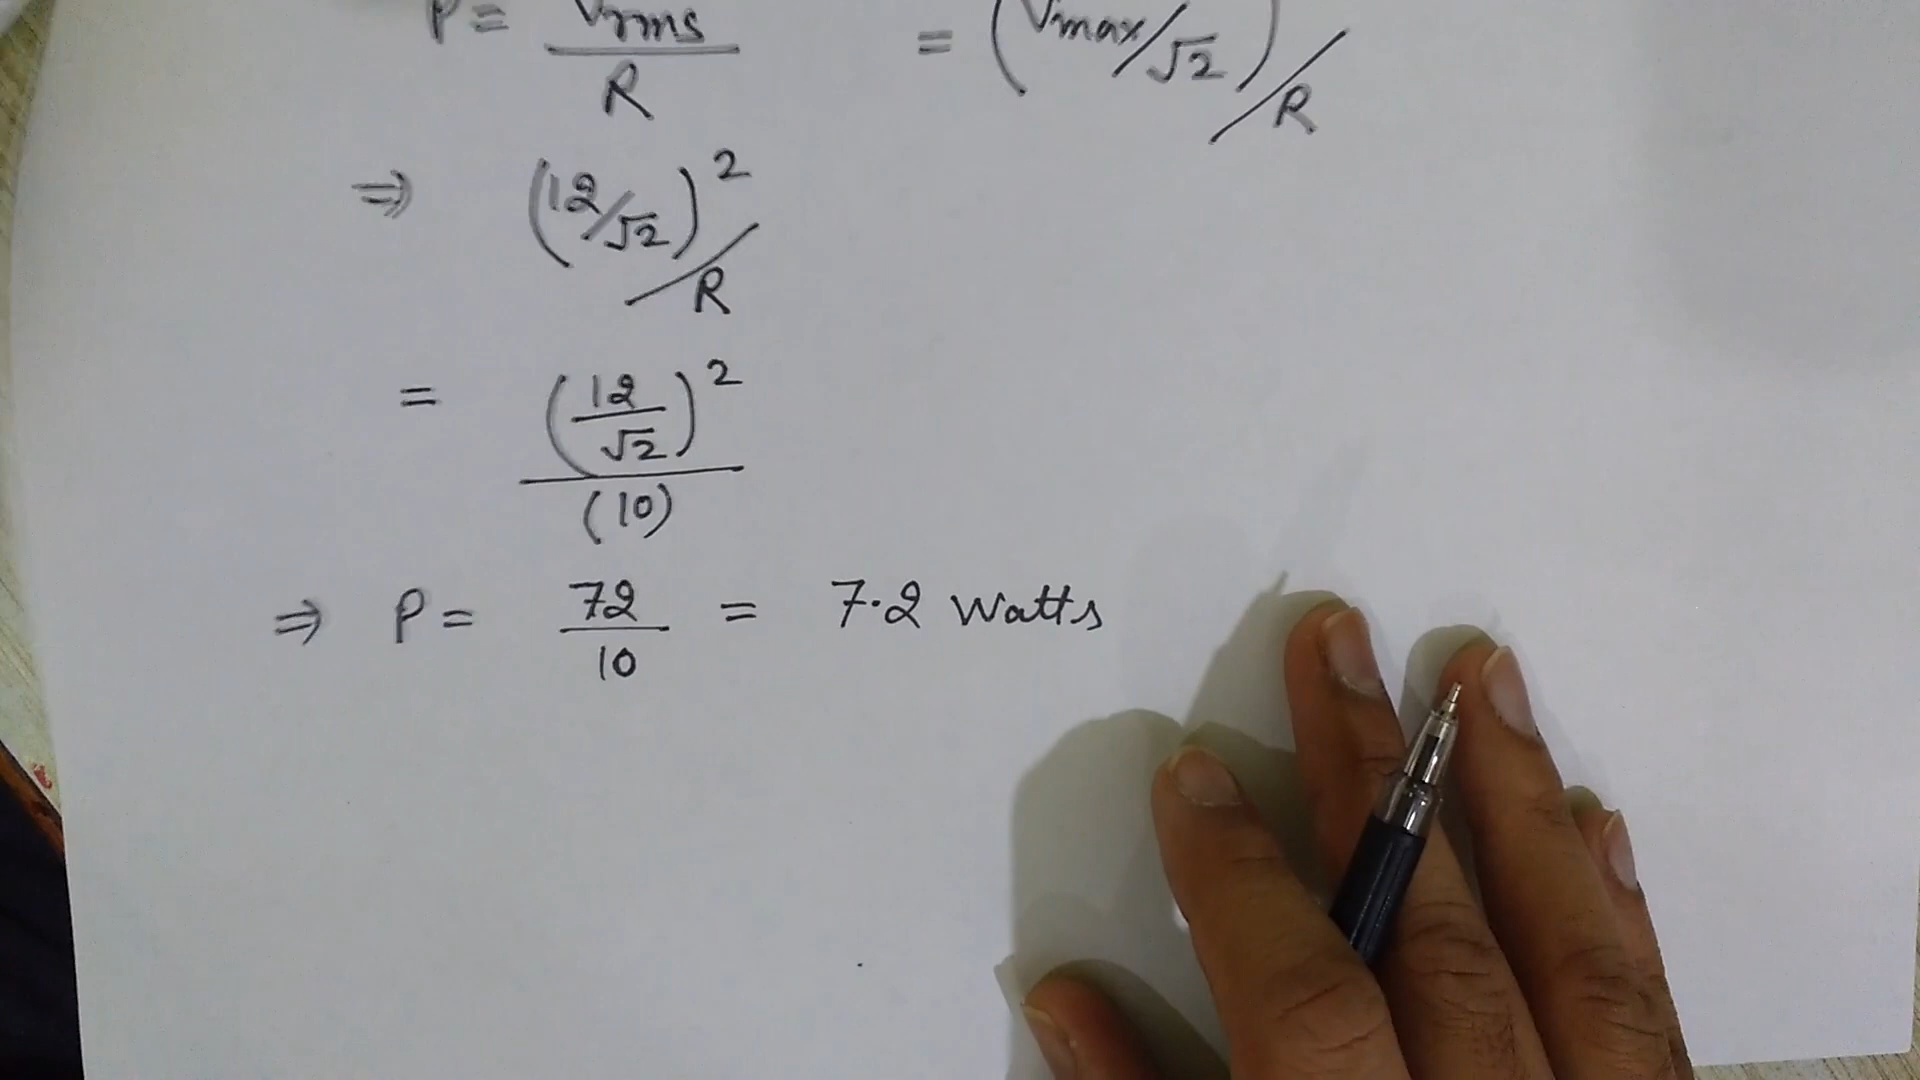 P = Vrms / R = (Vmax/√2) / R
⇒ (12/√2)² / R
= (12/√2)² / (10)
⇒ P = 72/10 = 7.2 Watts